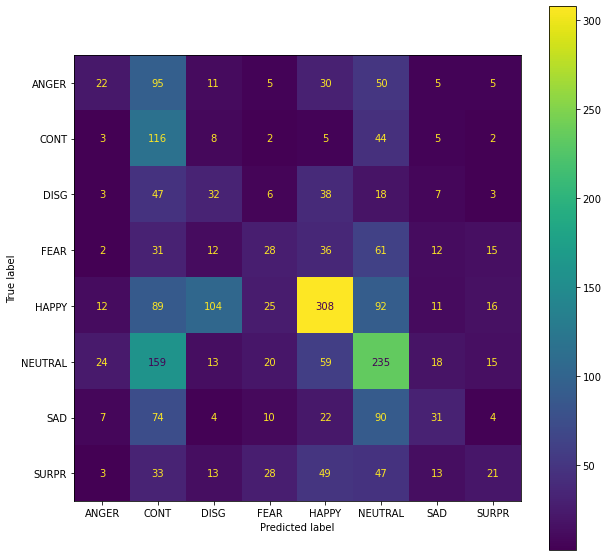 ANGER 22 95 11 5 30 50 5 5
CONT 3 116 8 2 5 44 5 2
DISG 3 47 32 6 38 18 7 3
FEAR 2 31 12 28 36 61 12 15
HAPPY 12 89 104 25 308 92 11 16
NEUTRAL 24 159 13 20 59 235 18 15
SAD 7 74 4 10 22 90 31 4
SURPR 3 33 13 28 49 47 13 21
ANGER CONT DISG FEAR HAPPY NEUTRAL SAD SURPR
Predicted label
True label
300
250
200
150
100
50